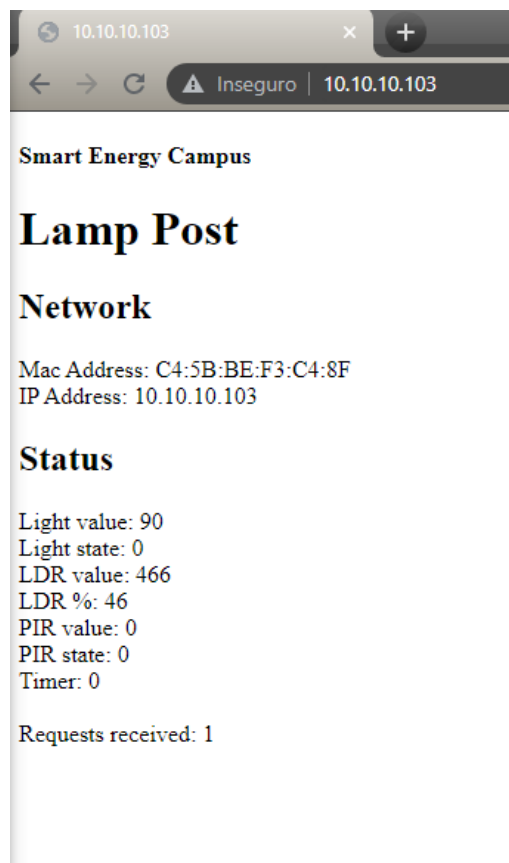 10.10.10.103
Inseguro | 10.10.10.103
Smart Energy Campus
Lamp Post
Network
Mac Address: C4:5B:BE:F3:C4:8F
IP Address: 10.10.10.103
Status
Light value: 90
Light state: 0
LDR value: 466
LDR %: 46
PIR value: 0
PIR state: 0
Timer: 0
Requests received: 1